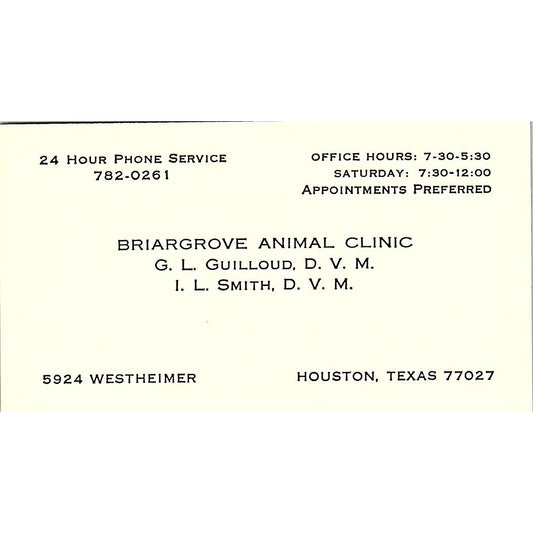 24 Hour Phone Service
782-0261
OFFICE HOURS: 7-30-5:30
SATURDAY: 7:30-12:00
Appointments Preferred
BRIARGROVE ANIMAL CLINIC
G. L. Guilloud, D. V. M.
I. L. Smith, D. V. M.
5924 WESTHEIMER
HOUSTON, TEXAS 77027